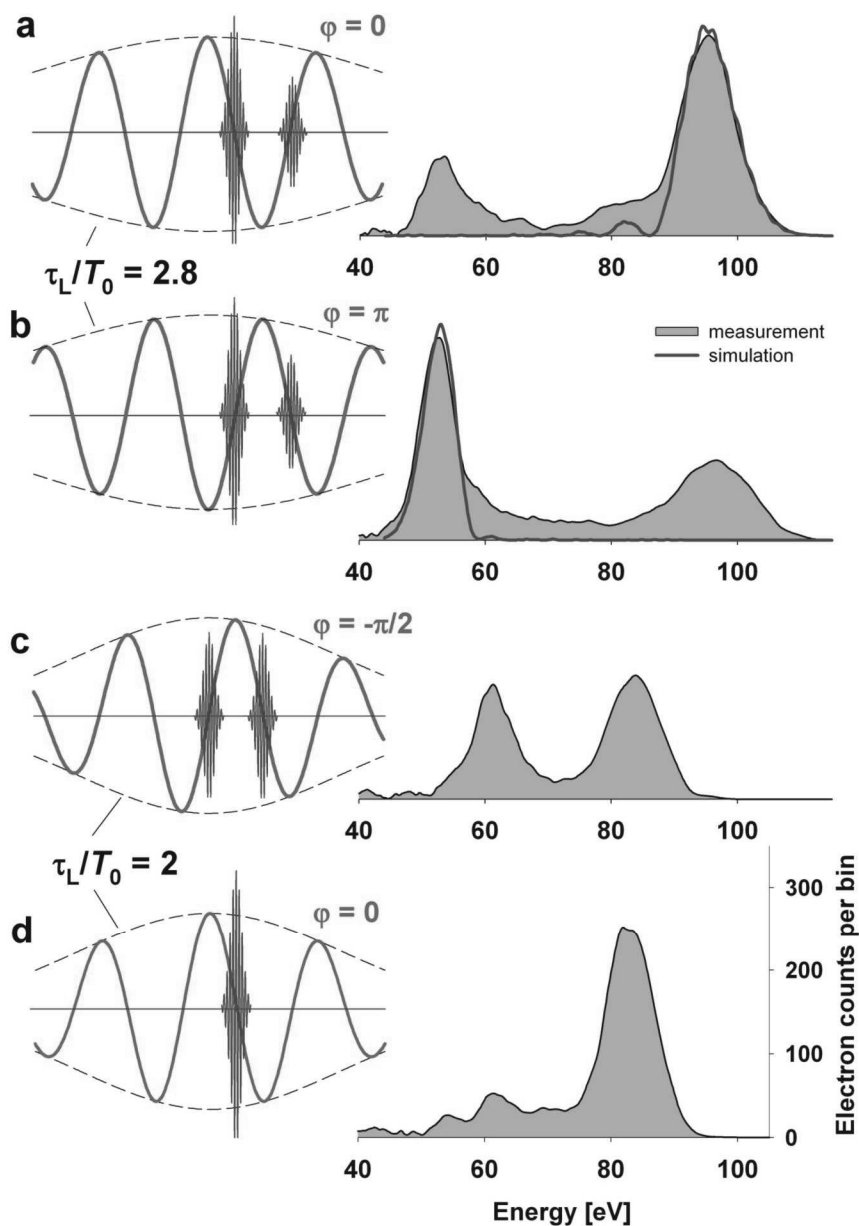 a
φ = 0
40 60 80 100
τL/T0 = 2.8
b
φ = π
measurement
simulation
40 60 80 100
c
φ = -π/2
40 60 80 100
τL/T0 = 2
d
φ = 0
300
200
100
0
Electron counts per bin
40 60 80 100
Energy [eV]